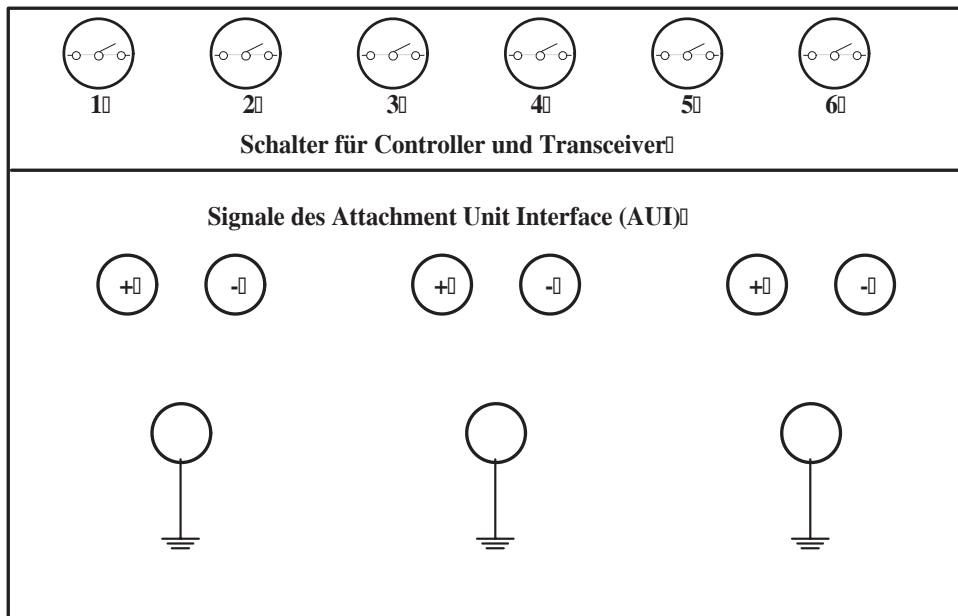 1 2 3 4 5 6
Schalter für Controller und Transceiver
Signale des Attachment Unit Interface (AUI)
+ - + - + -